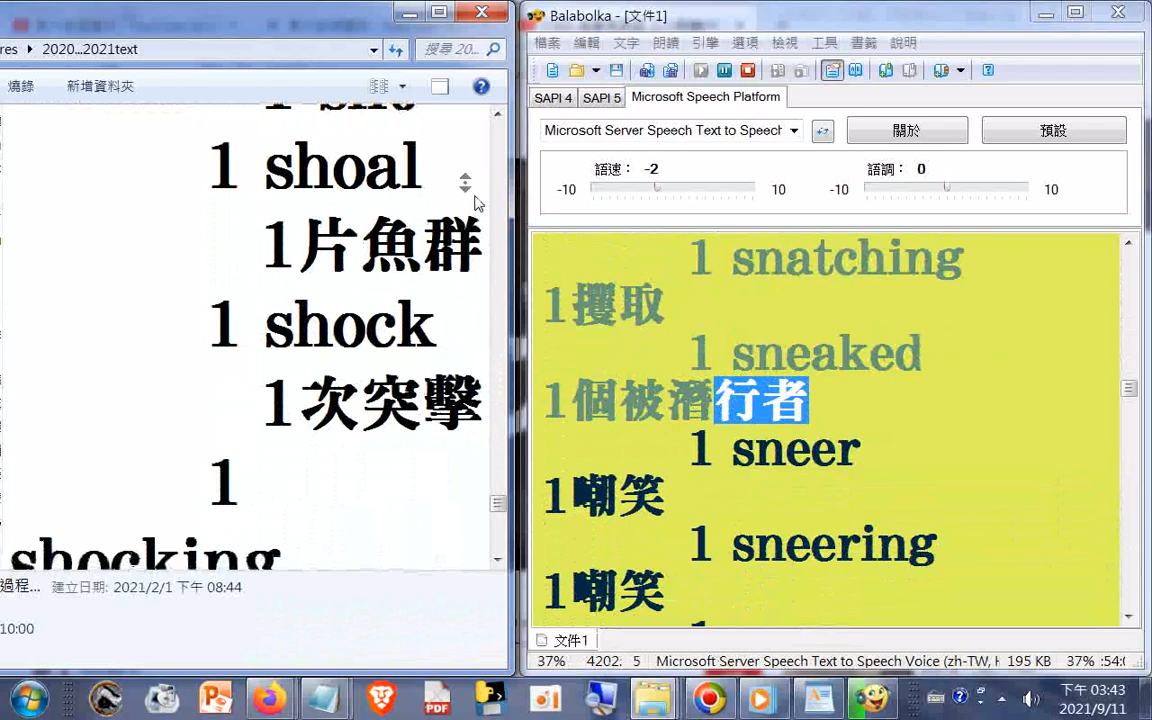 res ▸ 2020...2021text
搜尋 20...
燒錄
新增資料夾
1 shoal
1片魚群
1 shock
1次突擊
1
shocking
過程... 建立日期: 2021/2/1 下午 08:44
10:00
Balabolka - [文件1]
檔案 編輯 文字 朗讀 引擎 選項 檢視 工具 書籤 說明
SAPI 4 SAPI 5 Microsoft Speech Platform
Microsoft Server Speech Text to Speech
關於
預設
語速: -2
語調: 0
-10 10 -10 10
1 snatching
1攫取
1 sneaked
1個被潛行者
1 sneer
1嘲笑
1 sneering
1嘲笑
文件1
37% 4202: 5 Microsoft Server Speech Text to Speech Voice (zh-TW, 195 KB 37%
PDF
下午 03:43
2021/9/11